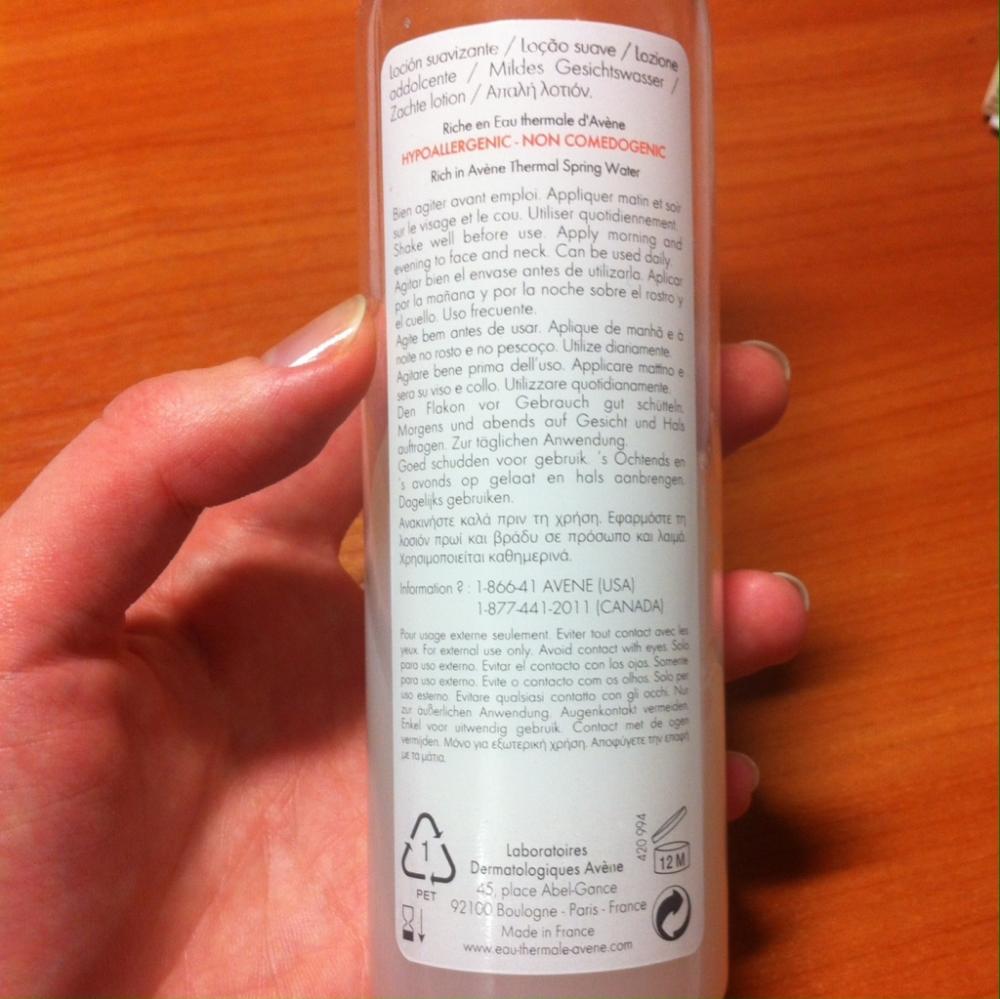 Loción suavizante / Loção suave / Lozione
addolcente / Mildes Gesichtswasser /
Zachte lotion / Απαλή λοτιόν.
Riche en Eau thermale d'Avène
HYPOALLERGENIC - NON COMEDOGENIC
Rich in Avène Thermal Spring Water
Bien agiter avant emploi. Appliquer matin et soir
sur le visage et le cou. Utiliser quotidiennement.
Shake well before use. Apply morning and
evening to face and neck. Can be used daily.
Agitar bien el envase antes de utilizarla. Aplicar
por la mañana y por la noche sobre el rostro y
el cuello. Uso frecuente.
Agite bem antes de usar. Aplique de manhã e à
noite no rosto e no pescoço. Utilize diariamente.
Agitare bene prima dell'uso. Applicare mattino e
sera su viso e collo. Utilizzare quotidianamente.
Den Flakon vor Gebrauch gut schütteln.
Morgens und abends auf Gesicht und Hals
auftragen. Zur täglichen Anwendung.
Goed schudden voor gebruik. 's Ochtends en
's avonds op gelaat en hals aanbrengen.
Dagelijks gebruiken.
Ανακινήστε καλά πριν τη χρήση. Εφαρμόστε τη
λοσιόν πρωί και βράδυ σε πρόσωπο και λαιμό.
Χρησιμοποιείται καθημερινά.
Information ? : 1-866-41 AVENE (USA)
1-877-441-2011 (CANADA)
Pour usage externe seulement. Eviter tout contact avec les
yeux. For external use only. Avoid contact with eyes. Solo
para uso externo. Evitar el contacto con los ojos. Somente
para uso externo. Evite o contacto com os olhos. Solo per
uso esterno. Evitare qualsiasi contatto con gli occhi. Nur
zur äußerlichen Anwendung. Augenkontakt vermeiden.
Enkel voor uitwendig gebruik. Contact met de ogen
vermijden. Μόνο για εξωτερική χρήση. Αποφύγετε την επαφή
με τα μάτια.
1
PET
420 994
12 M
Laboratoires
Dermatologiques Avène
45, place Abel-Gance
92100 Boulogne - Paris - France
Made in France
www.eau-thermale-avene.com